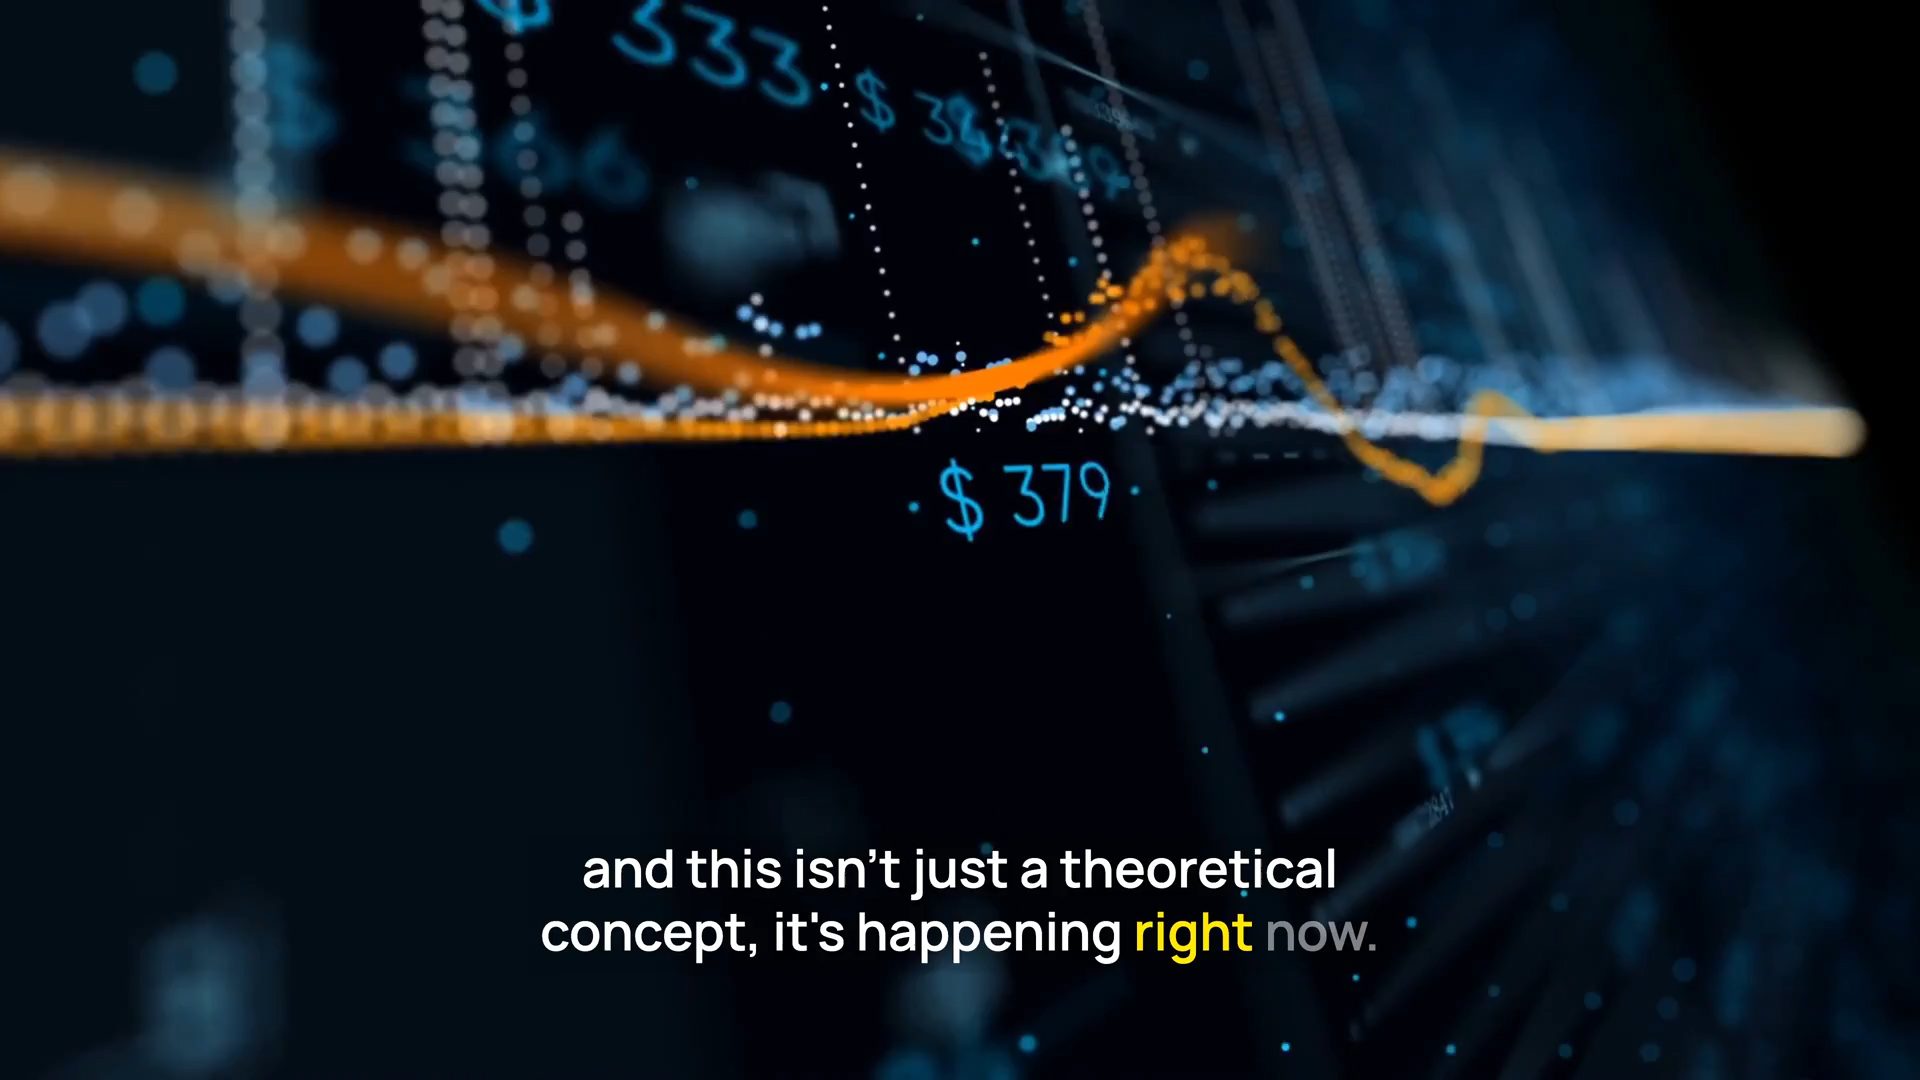 $ 333
$ 379
and this isn’t just a theoretical
concept, it's happening right now.